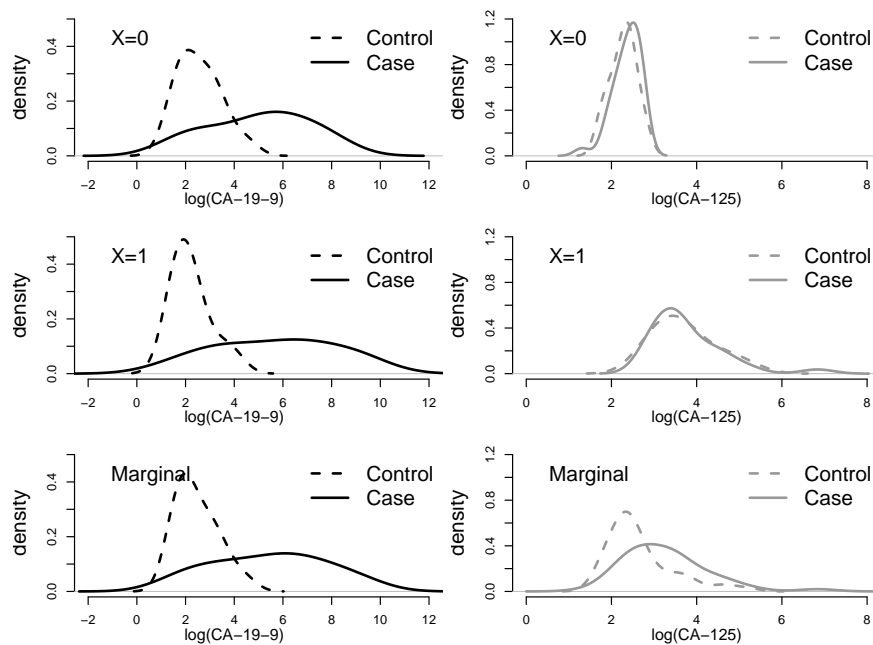 X=0
Control
Case
density
0.0 0.2 0.4
−2 0 2 4 6 8 10 12
log(CA−19−9)
X=0
Control
Case
density
0.0 0.4 0.8 1.2
0 2 4 6 8
log(CA−125)
X=1
Control
Case
density
0.0 0.2 0.4
−2 0 2 4 6 8 10 12
log(CA−19−9)
X=1
Control
Case
density
0.0 0.4 0.8 1.2
0 2 4 6 8
log(CA−125)
Marginal
Control
Case
density
0.0 0.2 0.4
−2 0 2 4 6 8 10 12
log(CA−19−9)
Marginal
Control
Case
density
0.0 0.4 0.8 1.2
0 2 4 6 8
log(CA−125)